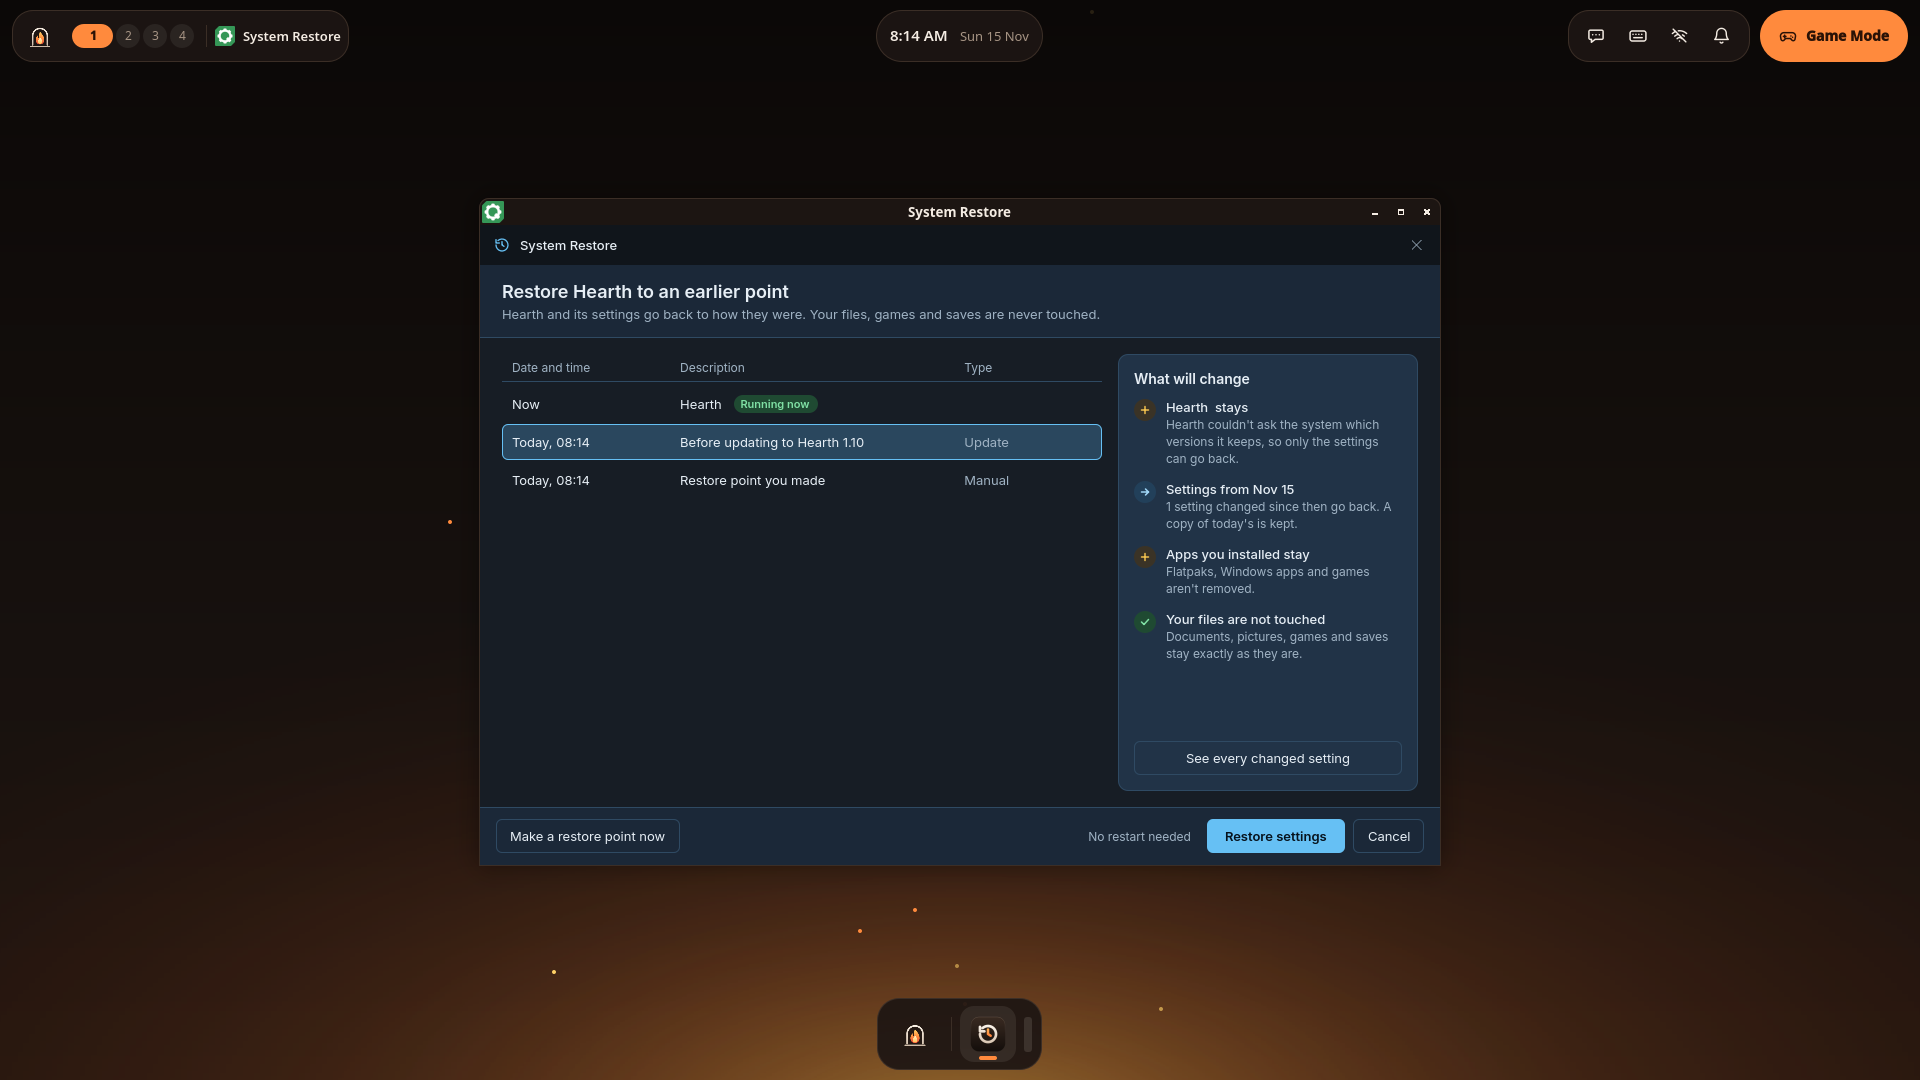 1 2 3 4 System Restore
8:14 AM Sun 15 Nov
Game Mode
System Restore
System Restore
Restore Hearth to an earlier point
Hearth and its settings go back to how they were. Your files, games and saves are never touched.
Date and time Description Type
Now Hearth Running now
Today, 08:14 Before updating to Hearth 1.10 Update
Today, 08:14 Restore point you made Manual
What will change
Hearth stays
Hearth couldn't ask the system which
versions it keeps, so only the settings
can go back.
Settings from Nov 15
1 setting changed since then go back. A
copy of today's is kept.
Apps you installed stay
Flatpaks, Windows apps and games
aren't removed.
Your files are not touched
Documents, pictures, games and saves
stay exactly as they are.
See every changed setting
Make a restore point now
No restart needed
Restore settings
Cancel